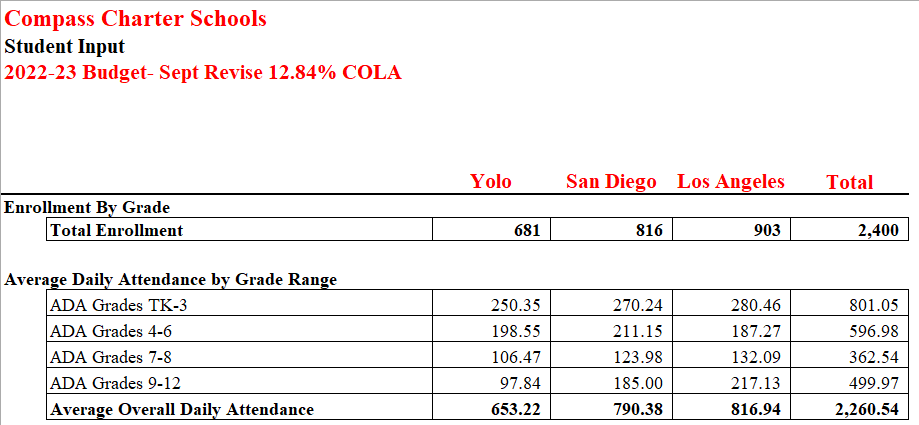 Compass Charter Schools
Student Input
2022-23 Budget- Sept Revise 12.84% COLA
Yolo San Diego Los Angeles Total
Enrollment By Grade
Total Enrollment 681 816 903 2,400
Average Daily Attendance by Grade Range
ADA Grades TK-3 250.35 270.24 280.46 801.05
ADA Grades 4-6 198.55 211.15 187.27 596.98
ADA Grades 7-8 106.47 123.98 132.09 362.54
ADA Grades 9-12 97.84 185.00 217.13 499.97
Average Overall Daily Attendance 653.22 790.38 816.94 2,260.54